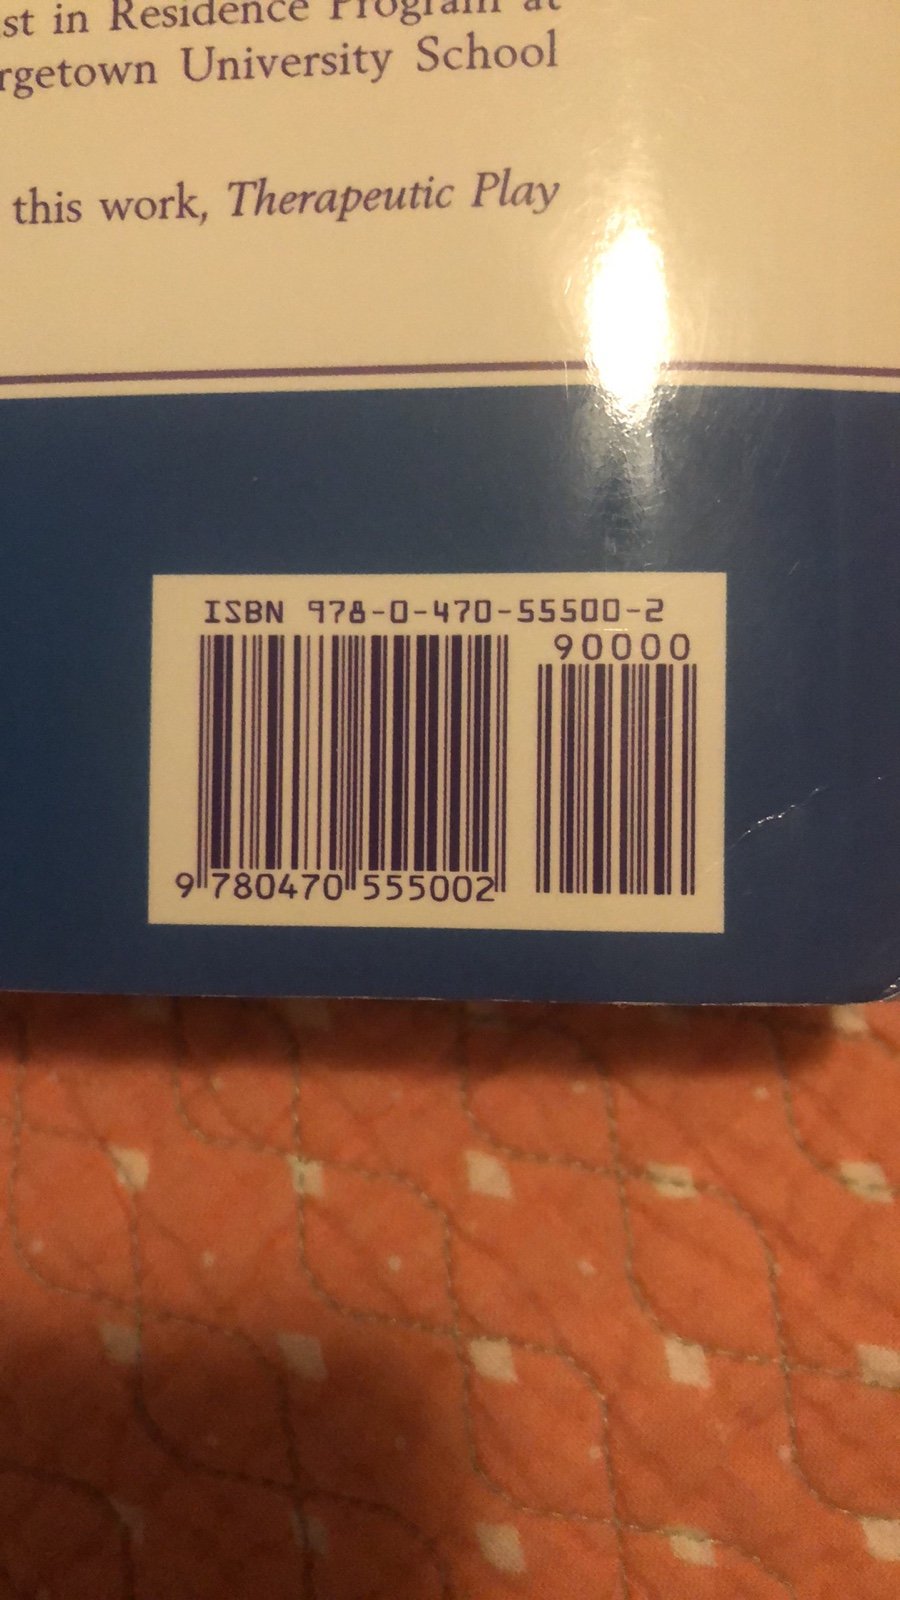 st in Residence Program at
rgetown University School
this work, Therapeutic Play
ISBN 978-0-470-55500-2
90000
9 780470 555002